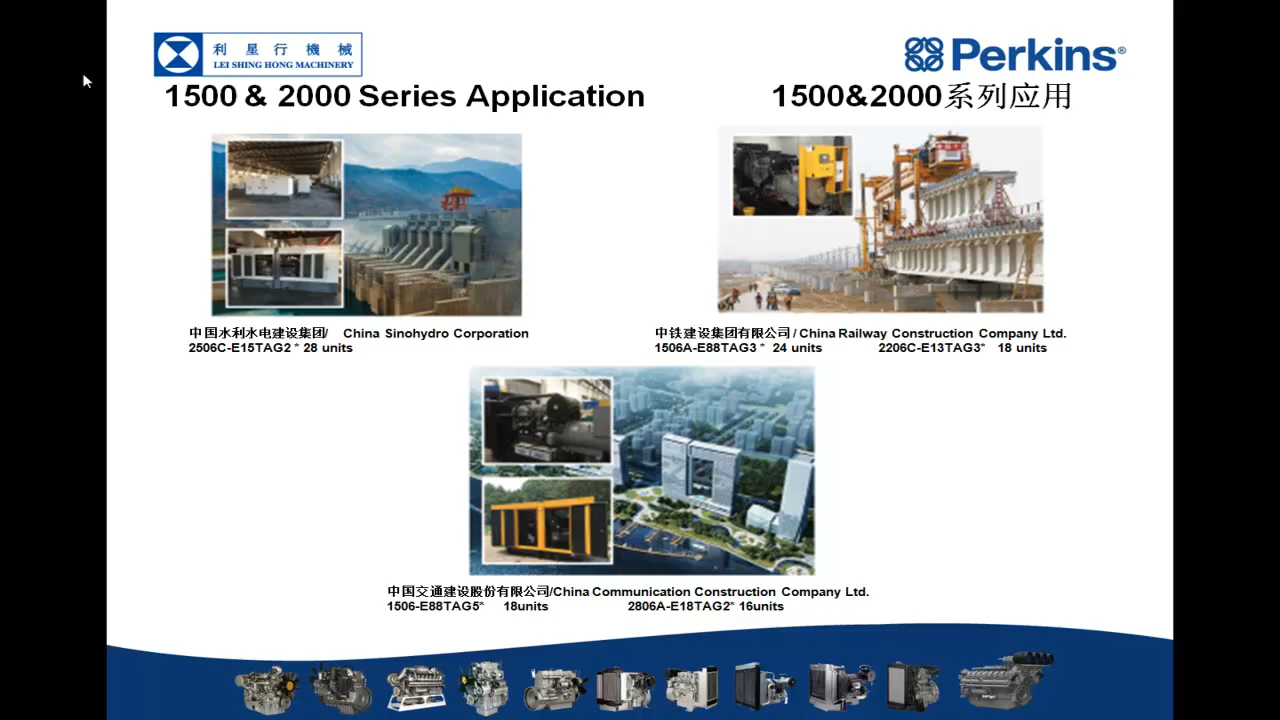 利星行機械
LEI SHING HONG MACHINERY
Perkins®
1500 & 2000 Series Application
1500&2000系列应用
中国水利水电建设集团/ China Sinohydro Corporation
2506C-E15TAG2 * 28 units
中铁建设集团有限公司 / China Railway Construction Company Ltd.
1506A-E88TAG3 * 24 units 2206C-E13TAG3* 18 units
中国交通建设股份有限公司/China Communication Construction Company Ltd.
1506-E88TAG5* 18units 2806A-E18TAG2* 16units